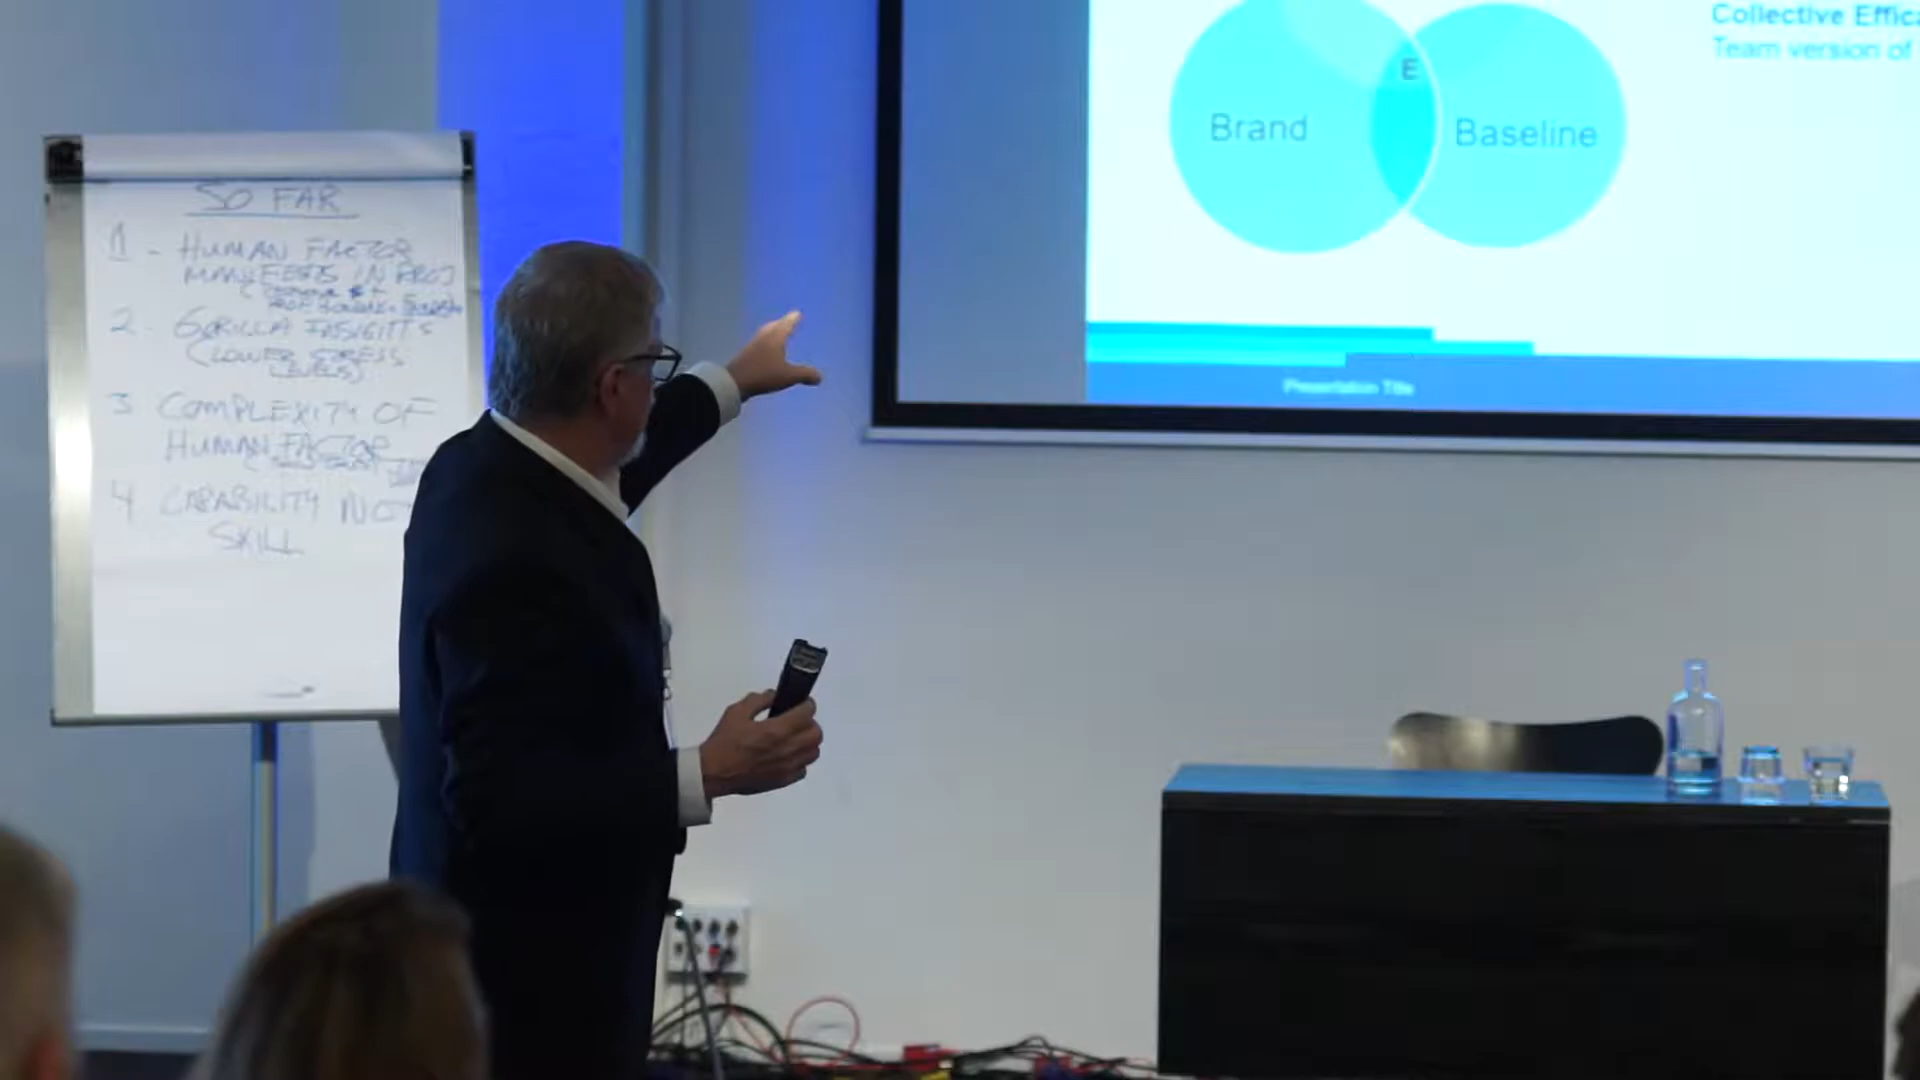 SO FAR
1 - HUMAN FACTOR
MANIFESTS IN PROJ
2 - GORILLA INSIGHTS
(LOWER STRESS
LEVELS)
3 COMPLEXITY OF
HUMAN FACTOR
4 CAPABILITY NOT
SKILL
Collective Effic
Team version of
E
Brand
Baseline
Presentation Title